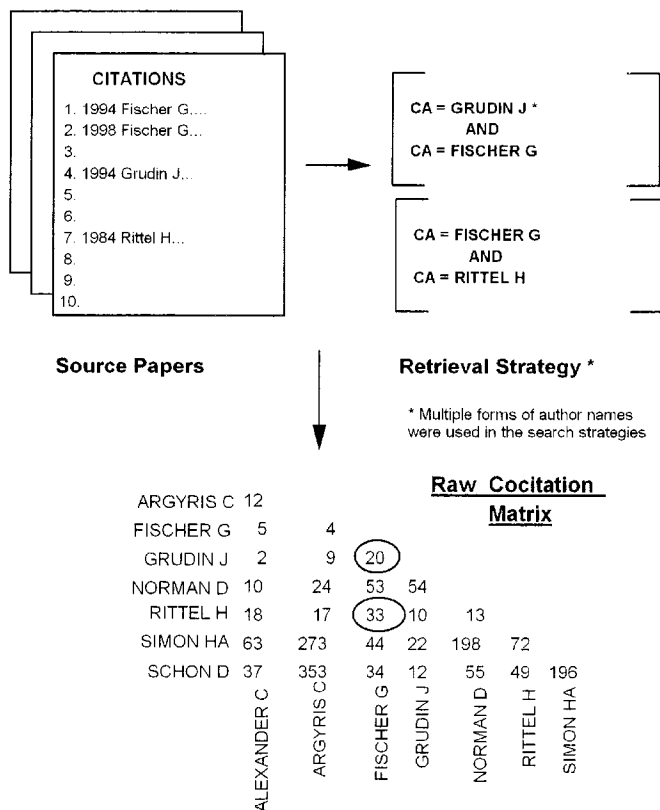 CITATIONS
1. 1994 Fischer G....
2. 1998 Fischer G...
3.
4. 1994 Grudin J...
5.
6.
7. 1984 Rittel H...
8.
9.
10.
CA = GRUDIN J *
AND
CA = FISCHER G
CA = FISCHER G
AND
CA = RITTEL H
Source Papers
Retrieval Strategy *
* Multiple forms of author names
were used in the search strategies
Raw Cocitation
Matrix
ARGYRIS C 12
FISCHER G 5 4
GRUDIN J 2 9 20
NORMAN D 10 24 53 54
RITTEL H 18 17 33 10 13
SIMON HA 63 273 44 22 198 72
SCHON D 37 353 34 12 55 49 196
ALEXANDER C
ARGYRIS C
FISCHER G
GRUDIN J
NORMAN D
RITTEL H
SIMON HA